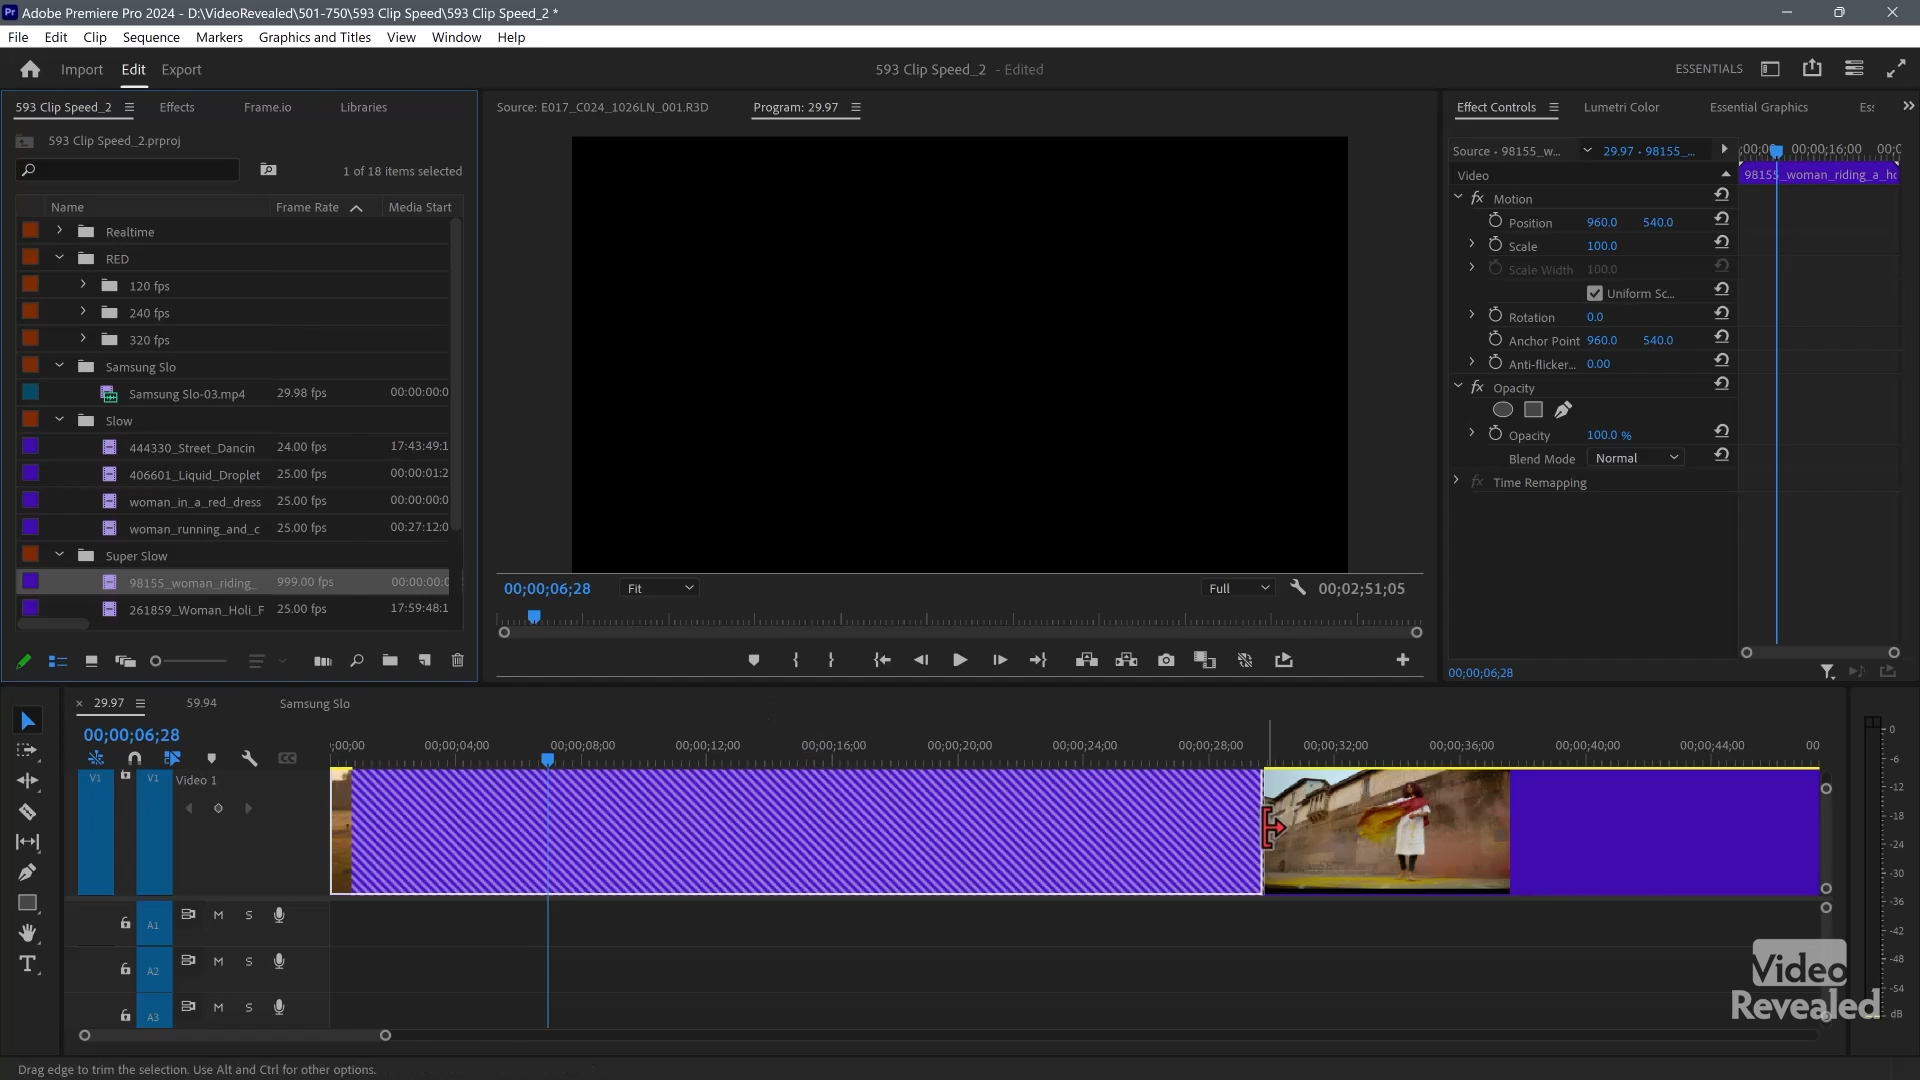 Adobe Premiere Pro 2024 - D:\VideoRevealed\501-750\593 Clip Speed\593 Clip Speed_2 *
File Edit Clip Sequence Markers Graphics and Titles View Window Help
Import Edit Export
593 Clip Speed_2 - Edited
ESSENTIALS
593 Clip Speed_2 Effects Frame.io Libraries
593 Clip Speed_2.prproj
1 of 18 items selected
Name Frame Rate Media Start
Realtime
RED
120 fps
240 fps
320 fps
Samsung Slo
Samsung Slo-03.mp4 29.98 fps 00:00:00:0
Slow
444330_Street_Dancin 24.00 fps 17:43:49:1
406601_Liquid_Droplet 25.00 fps 00:00:01:2
woman_in_a_red_dress 25.00 fps 00:00:00:0
woman_running_and_c 25.00 fps 00:27:12:0
Super Slow
98155_woman_riding_ 999.00 fps 00:00:00:0
261859_Woman_Holi_F 25.00 fps 17:59:48:1
Source: E017_C024_1026LN_001.R3D Program: 29.97
00;00;06;28 Fit Full 00;02;51;05
Effect Controls Lumetri Color Essential Graphics Es:
Source • 98155_w... 29.97 • 98155_... ;00;00 00;00;16;00 00;0
Video 98155_woman_riding_a_ho
Motion
Position 960.0 540.0
Scale 100.0
Scale Width 100.0
Uniform Sc...
Rotation 0.0
Anchor Point 960.0 540.0
Anti-flicker... 0.00
Opacity
Opacity 100.0 %
Blend Mode Normal
Time Remapping
00;00;06;28
29.97 59.94 Samsung Slo
00;00;06;28
;00;00 00;00;04;00 00;00;08;00 00;00;12;00 00;00;16;00 00;00;20;00 00;00;24;00 00;00;28;00 00;00;32;00 00;00;36;00 00;00;40;00 00;00;44;00 00
V1 V1 Video 1
A1 M S
A2 M S
A3 M S
0
-6
-12
-18
-24
-30
-36
-42
-48
-54
dB
Video
Revealed
Drag edge to trim the selection. Use Alt and Ctrl for other options.